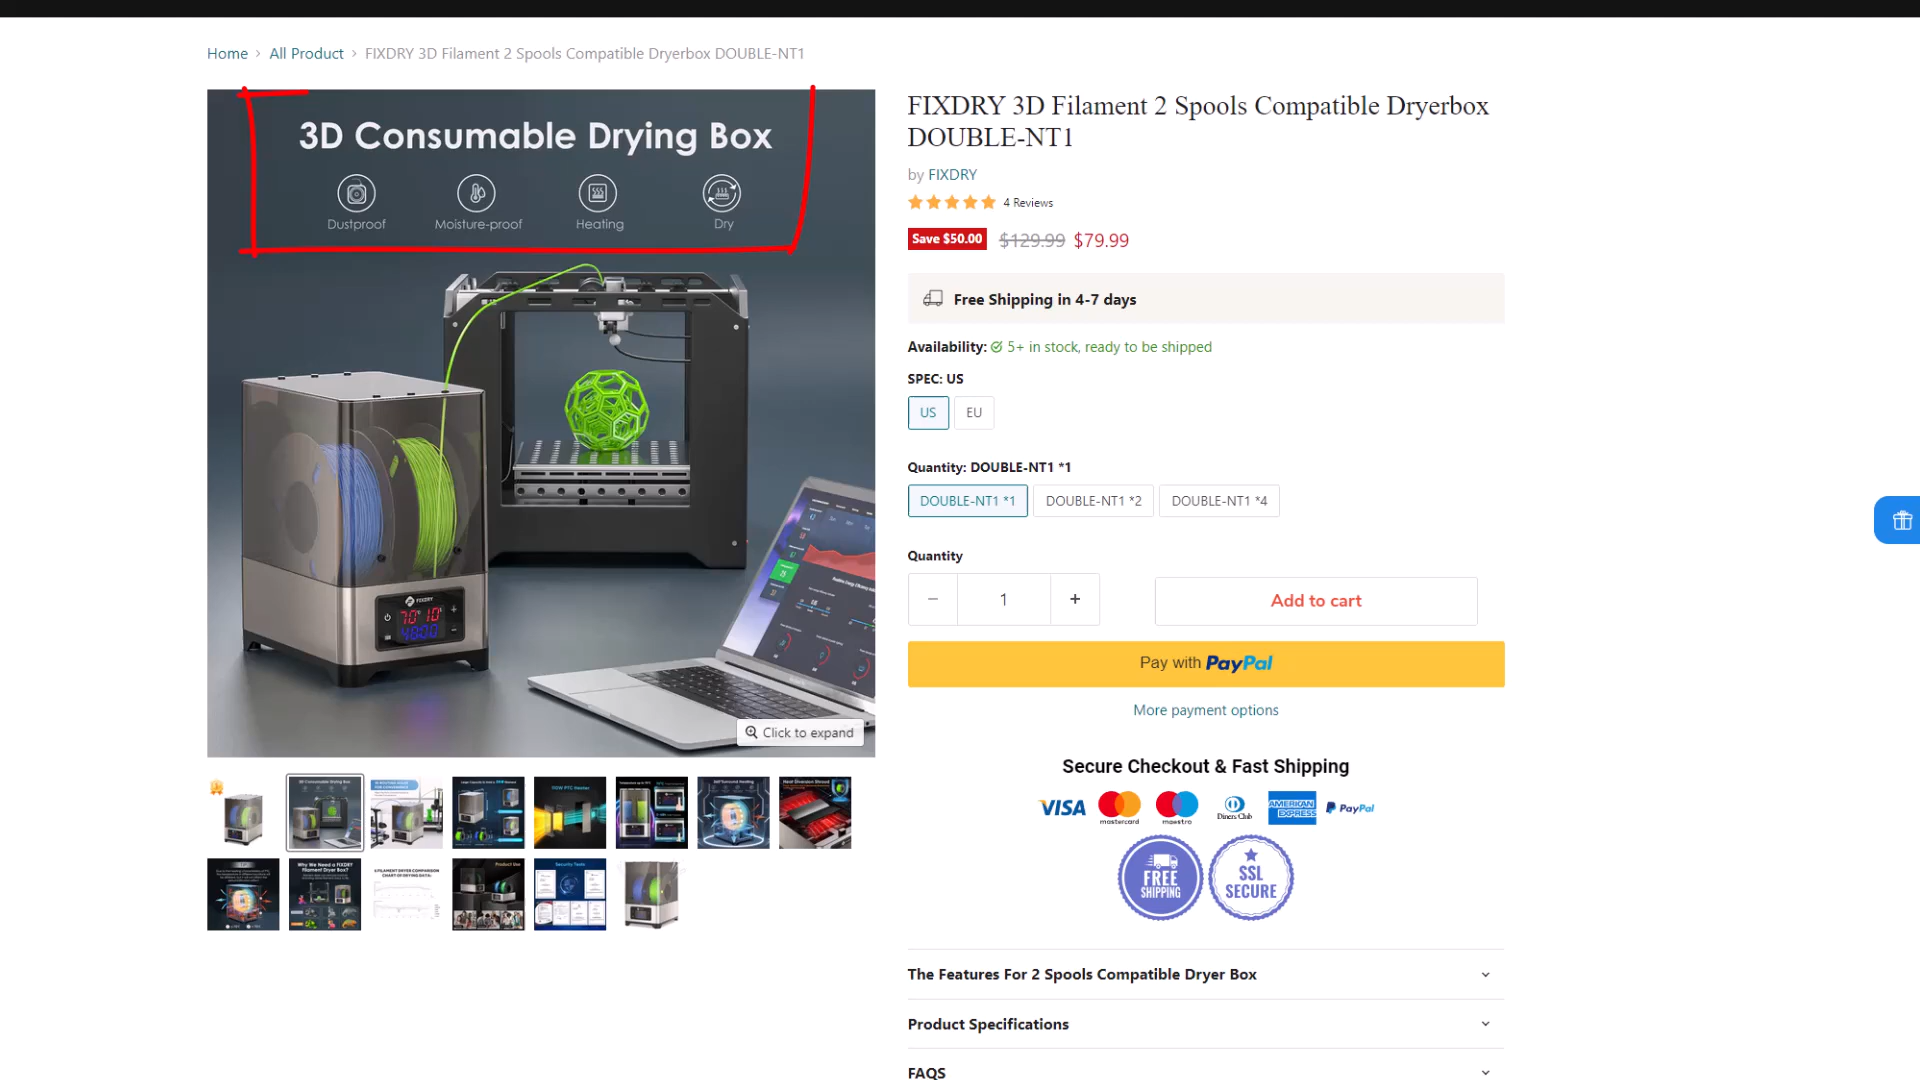 Home › All Product › FIXDRY 3D Filament 2 Spools Compatible Dryerbox DOUBLE-NT1
3D Consumable Drying Box
Dustproof
Moisture-proof
Heating
Dry
FIXDRY
Click to expand
FIXDRY 3D Filament 2 Spools Compatible Dryerbox
DOUBLE-NT1
by FIXDRY
4 Reviews
Save $50.00 $129.99 $79.99
Free Shipping in 4-7 days
Availability: 5+ in stock, ready to be shipped
SPEC: US
US
EU
Quantity: DOUBLE-NT1 *1
DOUBLE-NT1 *1
DOUBLE-NT1 *2
DOUBLE-NT1 *4
Quantity
− 1 +
Add to cart
Pay with PayPal
More payment options
Secure Checkout & Fast Shipping
VISA
mastercard
maestro
Diners Club
AMERICAN EXPRESS
PayPal
FREE
SHIPPING
SSL
SECURE
The Features For 2 Spools Compatible Dryer Box
Product Specifications
FAQS